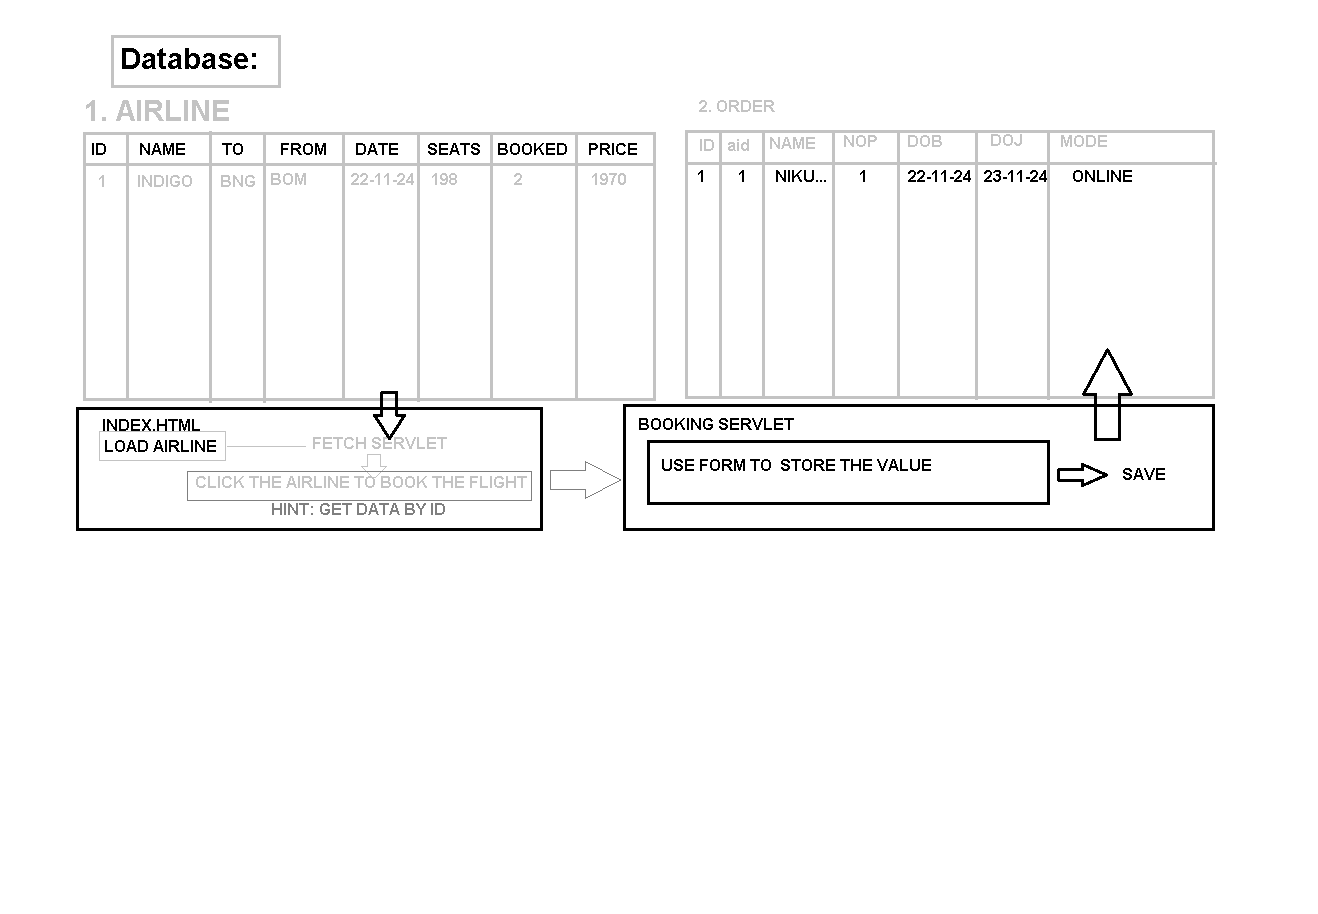 Database:
1. AIRLINE
ID NAME TO FROM DATE SEATS BOOKED PRICE
1 INDIGO BNG BOM 22-11-24 198 2 1970
2. ORDER
ID aid NAME NOP DOB DOJ MODE
1 1 NIKU... 1 22-11-24 23-11-24 ONLINE
INDEX.HTML
LOAD AIRLINE FETCH SERVLET
CLICK THE AIRLINE TO BOOK THE FLIGHT
HINT: GET DATA BY ID
BOOKING SERVLET
USE FORM TO STORE THE VALUE
SAVE